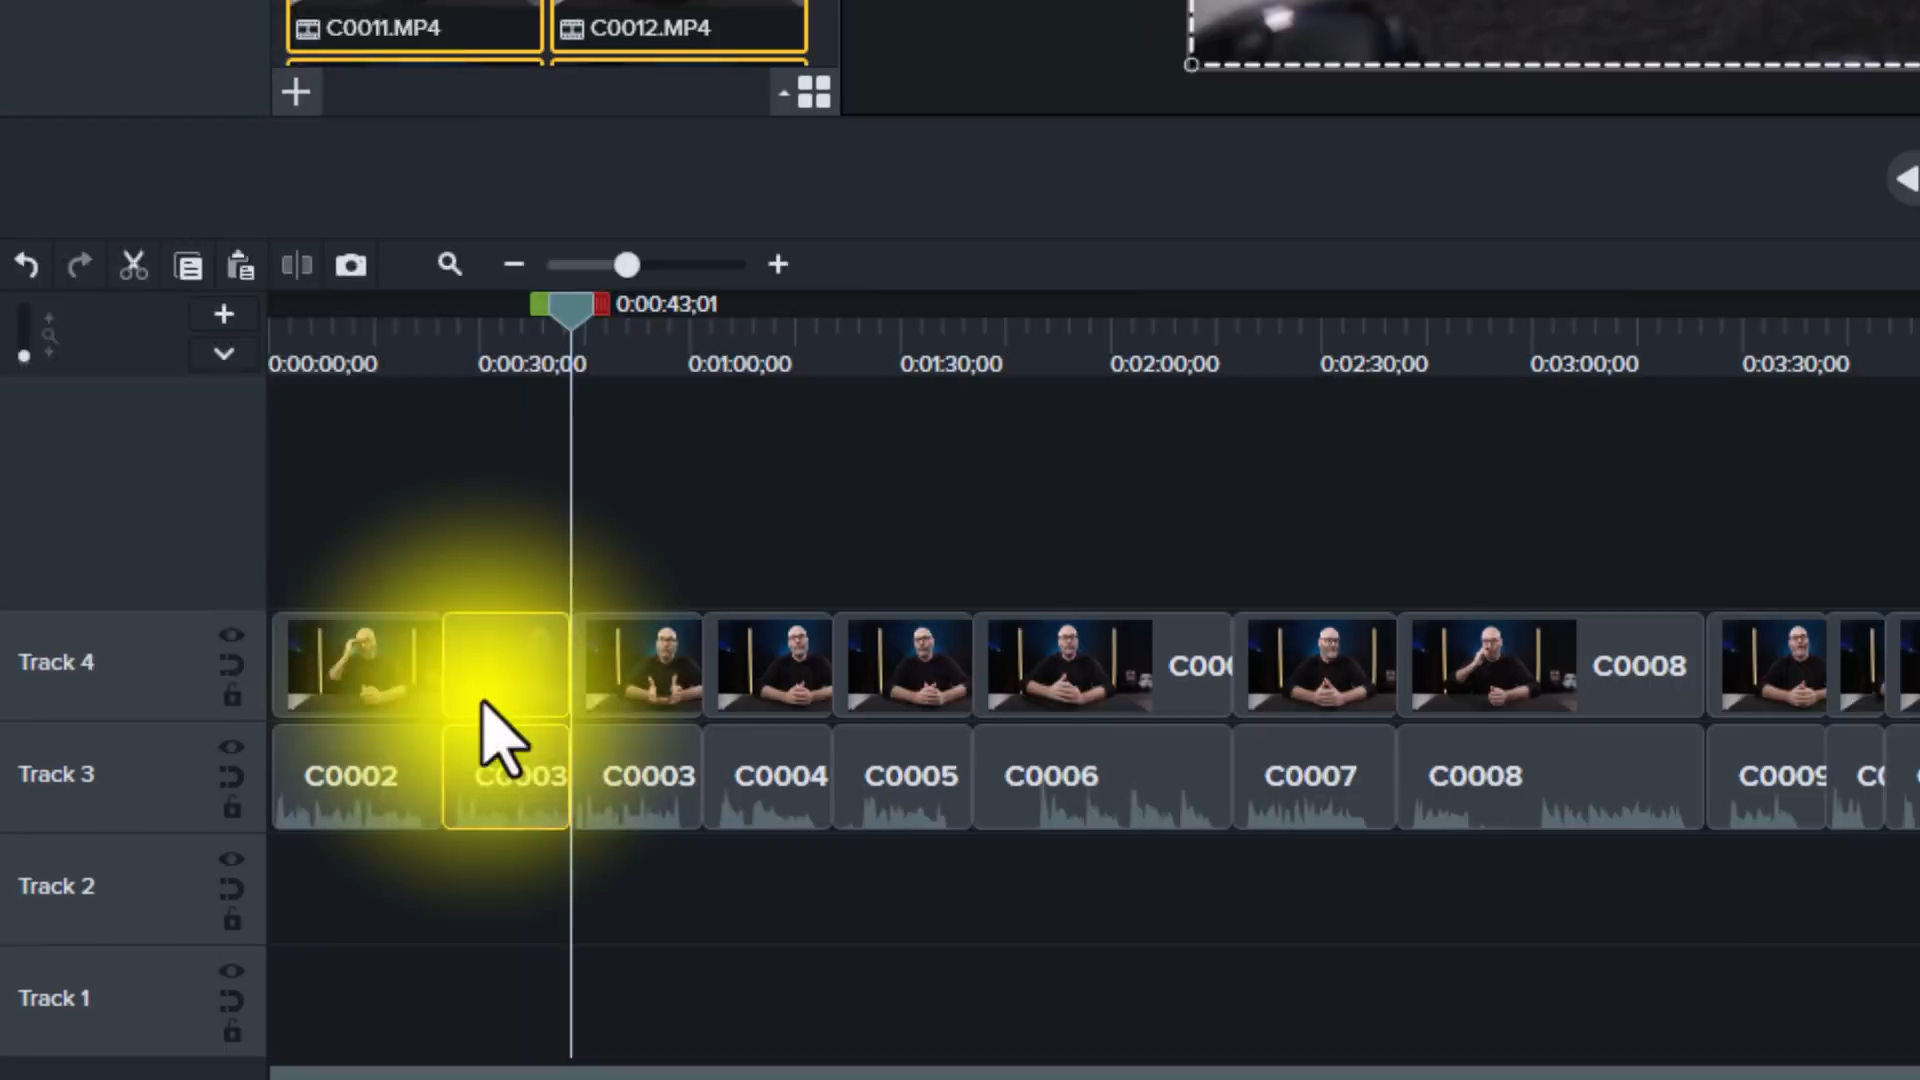 C0011.MP4 C0012.MP4
0:00:43;01
0:00:00;00 0:00:30;00 0:01:00;00 0:01:30;00 0:02:00;00 0:02:30;00 0:03:00;00 0:03:30;00
Track 4 C000 C0008
Track 3 C0002 C0003 C0003 C0004 C0005 C0006 C0007 C0008 C0009
Track 2
Track 1